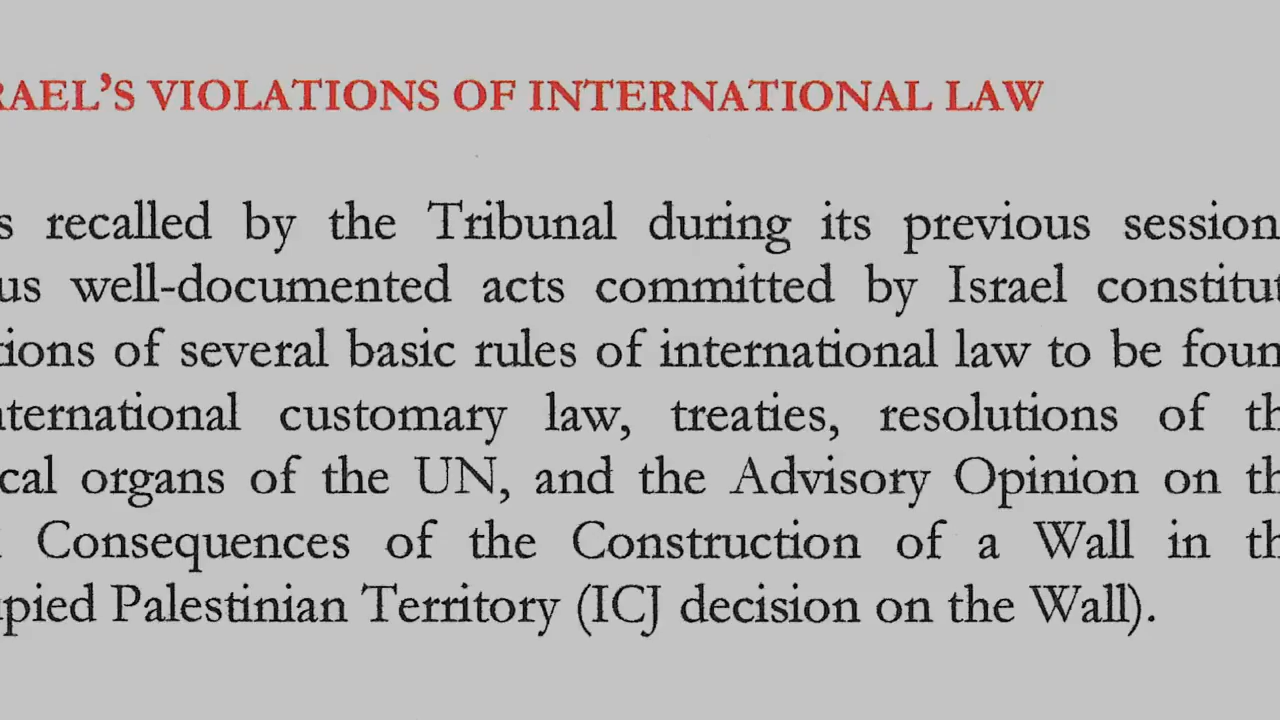 RAEL'S VIOLATIONS OF INTERNATIONAL LAW
s recalled by the Tribunal during its previous session
us well-documented acts committed by Israel constitut
tions of several basic rules of international law to be foun
nternational customary law, treaties, resolutions of th
cal organs of the UN, and the Advisory Opinion on th
Consequences of the Construction of a Wall in th
upied Palestinian Territory (ICJ decision on the Wall).